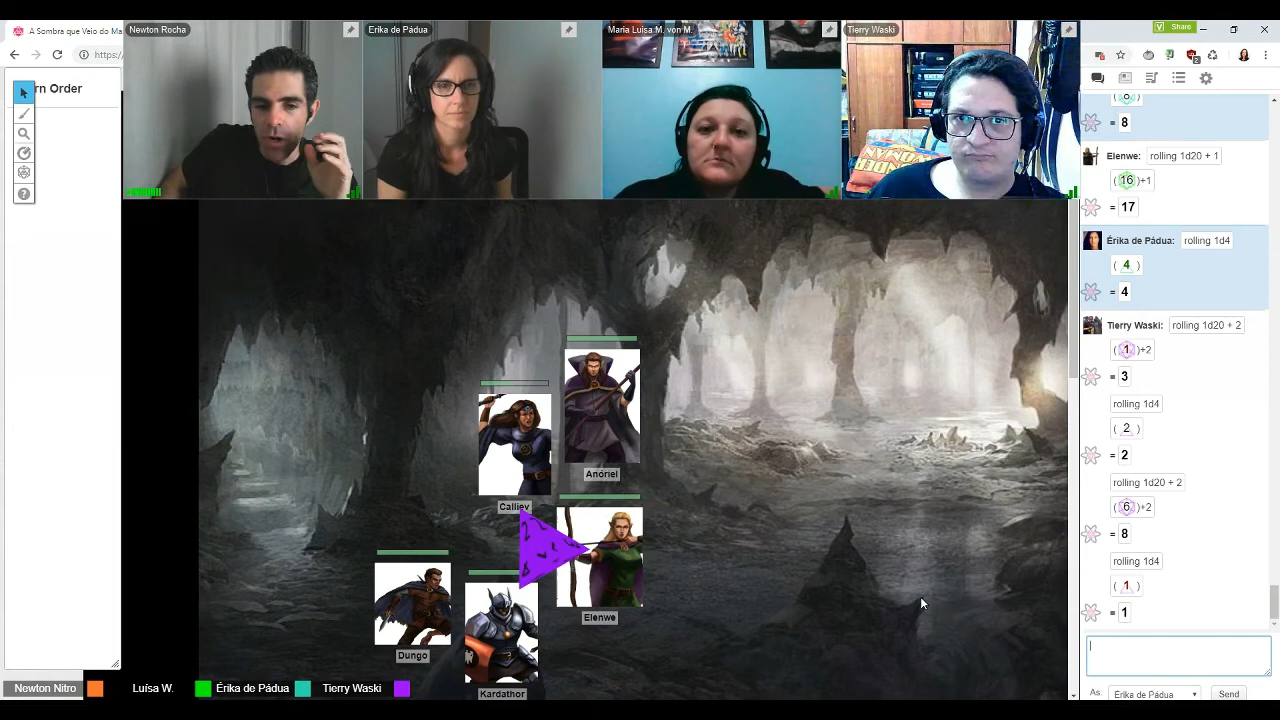 A Sombra que Veio do Ma
https:/
rn Order
Newton Rocha
Erika de Pádua
Maria Luísa M. von M.
Tierry Waski
Share
= 8
Elenwe: rolling 1d20 + 1
(16)+1
= 17
Érika de Pádua: rolling 1d4
( 4 )
= 4
Tierry Waski: rolling 1d20 + 2
(1)+2
= 3
rolling 1d4
( 2 )
= 2
rolling 1d20 + 2
(6)+2
= 8
rolling 1d4
( 1 )
= 1
Anóriel
Calliev
Elenwe
Dungo
Kardathor
Newton Nitro
Luísa W.
Érika de Pádua
Tierry Waski
As: Érika de Pádua
Send